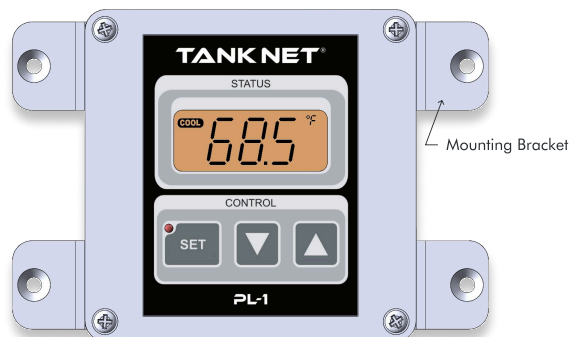 TANK NET®
STATUS
COOL 68.5 °F
Mounting Bracket
CONTROL
SET
PL-1